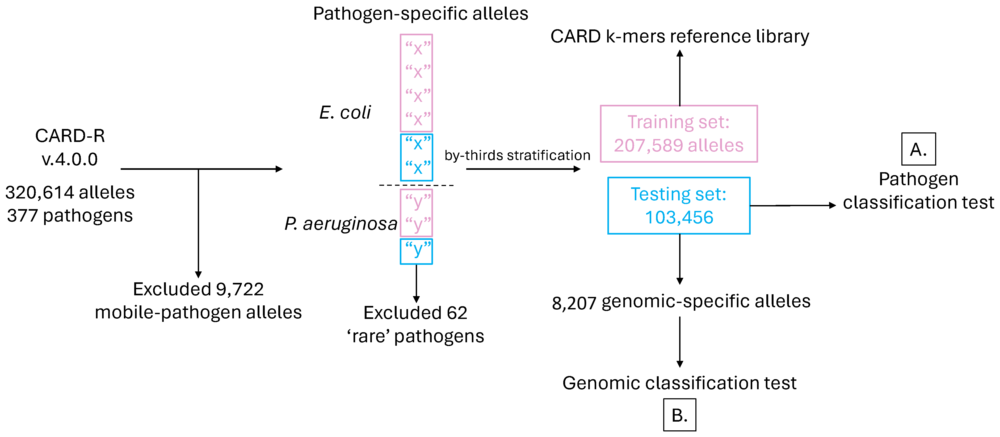 Pathogen-specific alleles
CARD-R
v.4.0.0
320,614 alleles
377 pathogens
Excluded 9,722
mobile-pathogen alleles
E. coli
“x”
“x”
“x”
“x”
“x”
“x”
P. aeruginosa
“y”
“y”
“y”
Excluded 62
‘rare’ pathogens
by-thirds stratification
CARD k-mers reference library
Training set:
207,589 alleles
Testing set:
103,456
A.
Pathogen
classification test
8,207 genomic-specific alleles
Genomic classification test
B.